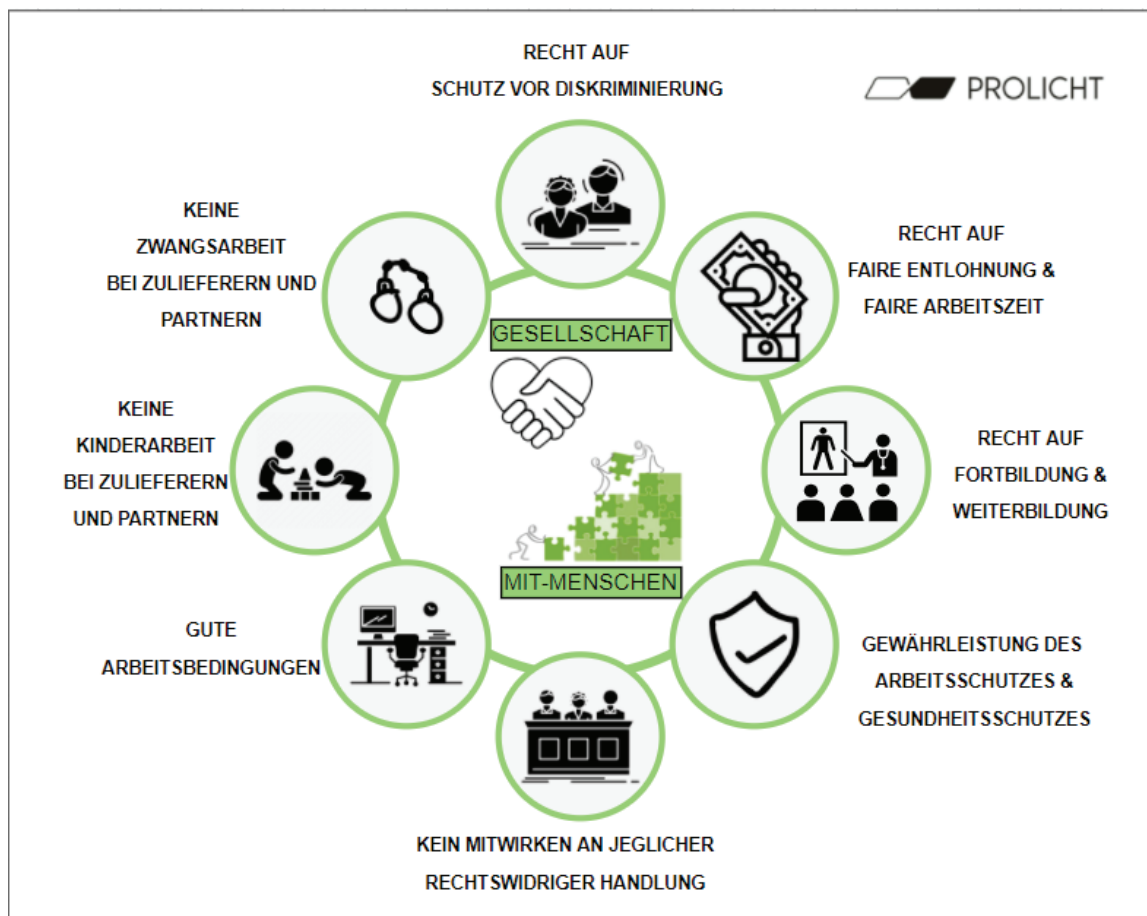 RECHT AUF
SCHUTZ VOR DISKRIMINIERUNG
PROLICHT
RECHT AUF
FAIRE ENTLOHNUNG &
FAIRE ARBEITSZEIT
RECHT AUF
FORTBILDUNG &
WEITERBILDUNG
GEWÄHRLEISTUNG DES
ARBEITSSCHUTZES &
GESUNDHEITSSCHUTZES
KEIN MITWIRKEN AN JEGLICHER
RECHTSWIDRIGER HANDLUNG
GUTE
ARBEITSBEDINGUNGEN
KEINE
KINDERARBEIT
BEI ZULIEFERERN
UND PARTNERN
KEINE
ZWANGSARBEIT
BEI ZULIEFERERN UND
PARTNERN
GESELLSCHAFT
MIT-MENSCHEN